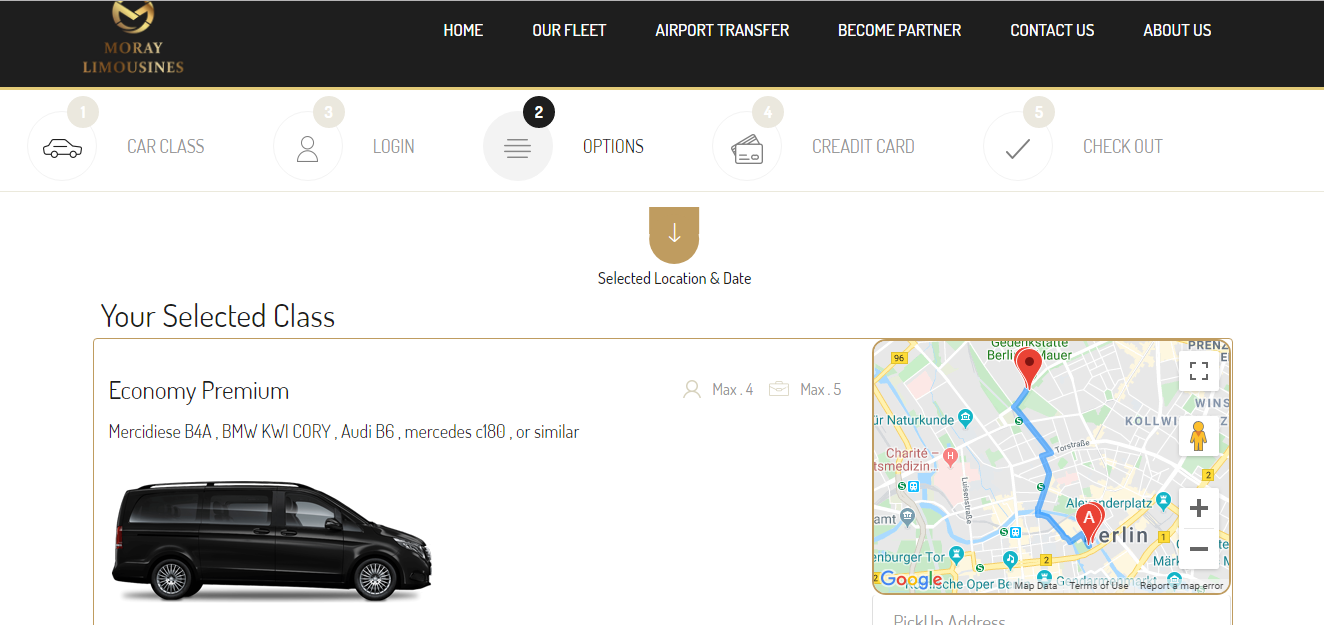 MORAY
LIMOUSINES
HOME OUR FLEET AIRPORT TRANSFER BECOME PARTNER CONTACT US ABOUT US
1 CAR CLASS 3 LOGIN 2 OPTIONS 4 CREADIT CARD 5 CHECK OUT
Selected Location & Date
Your Selected Class
Economy Premium
Max . 4 Max . 5
Mercidiese B4A , BMW KWI CORY , Audi B6 , mercedes c180 , or similar
Gedenkstätte
Berliner Mauer
PRENZ
96
WINS
KOLLWI
ür Naturkunde
S
Torstraße
Charité –
tsmedizin...
H
2
S
S
Luisenstraße
Alexanderplatz
A
amt
Berlin
1
S
enburger Tor
2
Märk
S
2
Google
Komische Oper Be
Gendarmenmarkt
Map Data Terms of Use Report a map error
PickUp Address